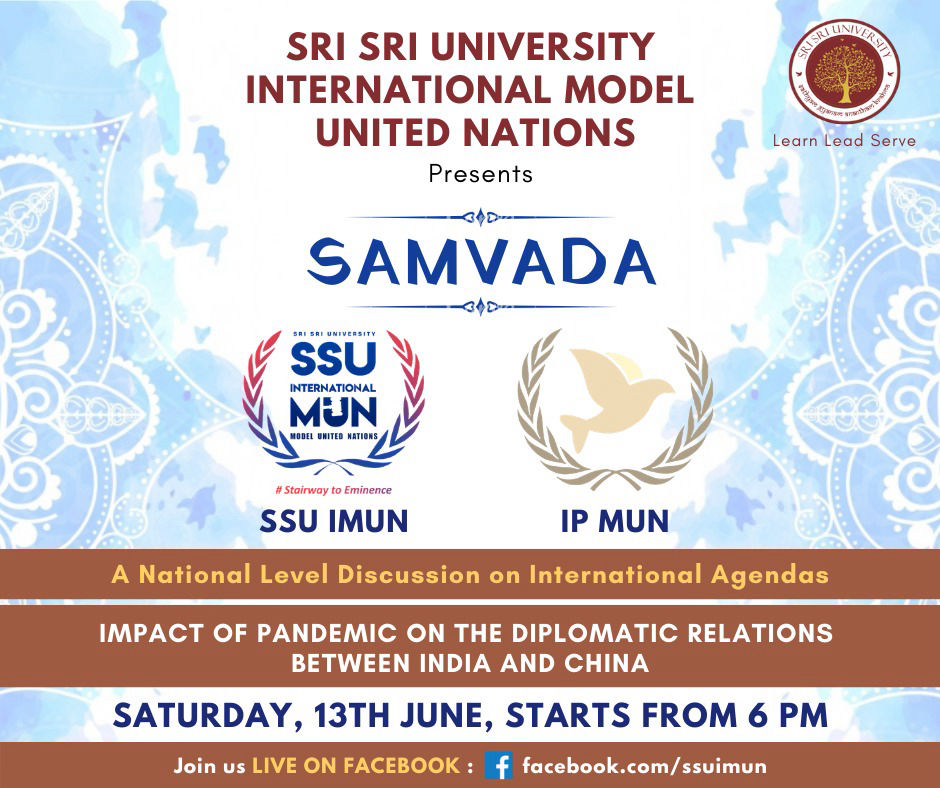 SRI SRI UNIVERSITY
INTERNATIONAL MODEL
UNITED NATIONS
SRI SRI UNIVERSITY
Learn Lead Serve
Presents
SAMVADA
SRI SRI UNIVERSITY
SSU
INTERNATIONAL
MUN
MODEL UNITED NATIONS
# Stairway to Eminence
SSU IMUN
IP MUN
A National Level Discussion on International Agendas
IMPACT OF PANDEMIC ON THE DIPLOMATIC RELATIONS
BETWEEN INDIA AND CHINA
SATURDAY, 13TH JUNE, STARTS FROM 6 PM
Join us LIVE ON FACEBOOK : f facebook.com/ssuimun